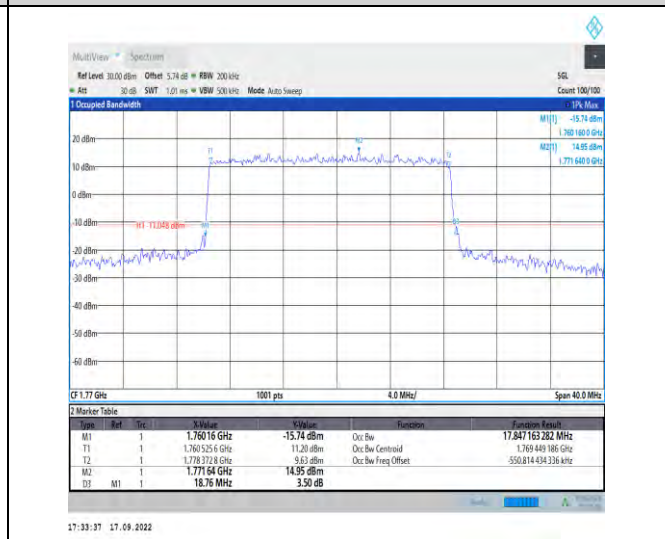 MultiView Spectrum
Ref Level 30.00 dBm Offset 5.74 dB RBW 200 kHz SGL
Att 30 dB SWT 1.01 ms VBW 500 kHz Mode Auto Sweep Count 100/100
1 Occupied Bandwidth 1Pk Max
M1[1] -15.74 dBm
1.760 160 0 GHz
M2[1] 14.95 dBm
1.771 640 0 GHz
20 dBm
T1
M2
T2
10 dBm
0 dBm
-10 dBm
H1 -11.048 dBm
M1
D3
-20 dBm
-30 dBm
-40 dBm
-50 dBm
-60 dBm
CF 1.77 GHz 1001 pts 4.0 MHz/ Span 40.0 MHz
2 Marker Table
Type Ref Trc X-Value Y-Value Function Function Result
M1 1 1.76016 GHz -15.74 dBm Occ Bw 17.847 163 282 MHz
T1 1 1.760 525 6 GHz 11.20 dBm Occ Bw Centroid 1.769 449 186 GHz
T2 1 1.778 372 8 GHz 9.63 dBm Occ Bw Freq Offset -550.814 434 336 kHz
M2 1 1.771 64 GHz 14.95 dBm
D3 M1 1 18.76 MHz 3.50 dB
17:33:37 17.09.2022